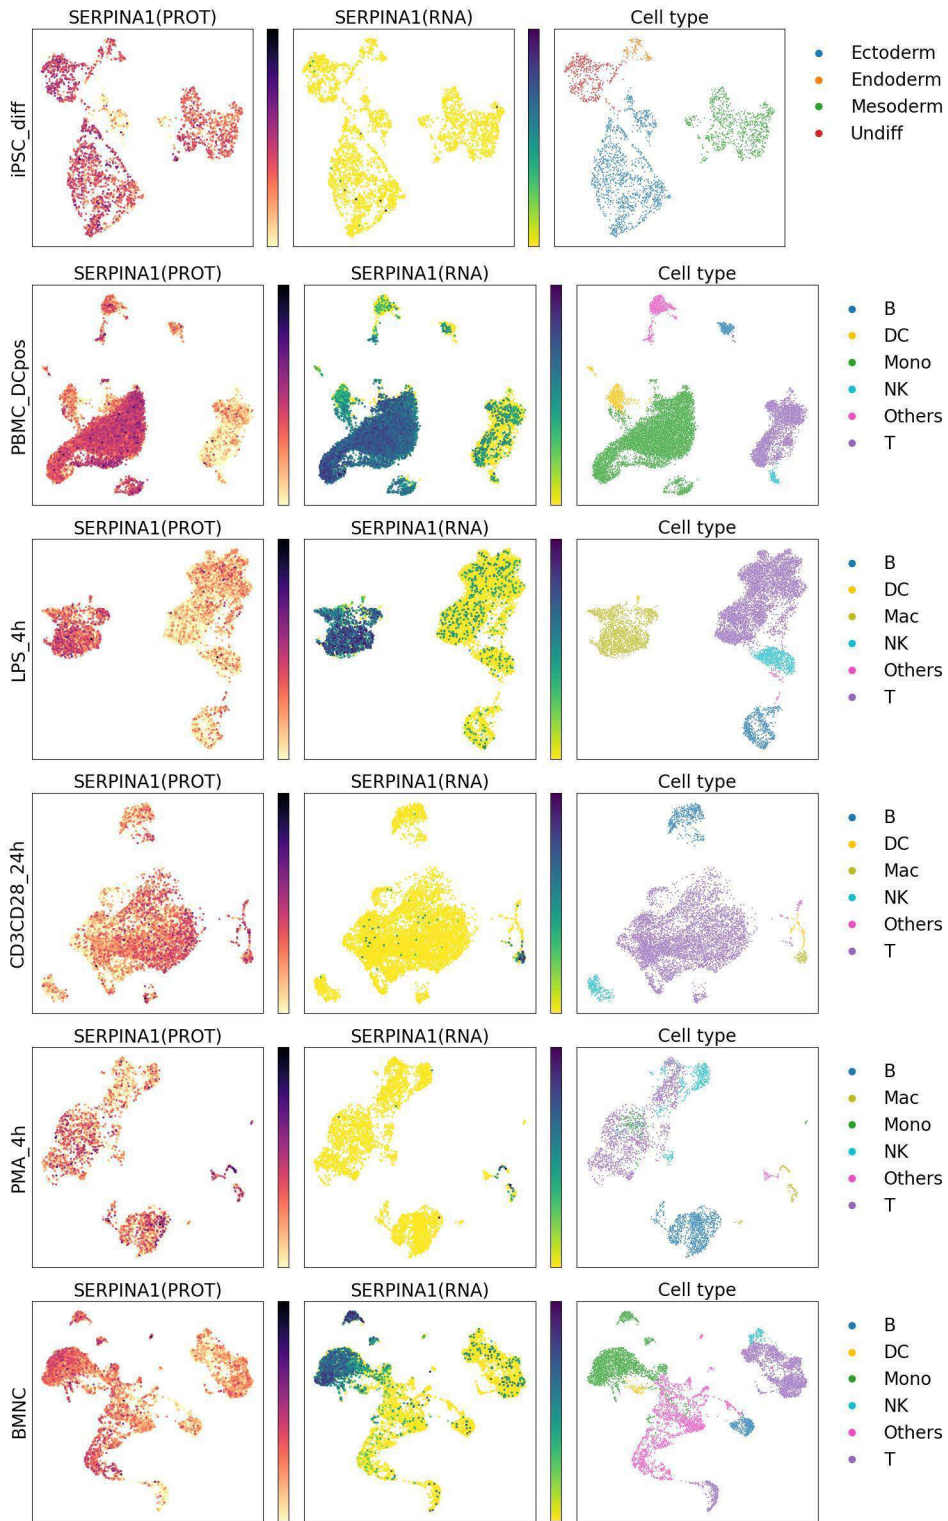 SERPINA1(PROT) SERPINA1(RNA) Cell type
iPSC_diff
Ectoderm
Endoderm
Mesoderm
Undiff
SERPINA1(PROT) SERPINA1(RNA) Cell type
PBMC_DCpos
B
DC
Mono
NK
Others
T
SERPINA1(PROT) SERPINA1(RNA) Cell type
LPS_4h
B
DC
Mac
NK
Others
T
SERPINA1(PROT) SERPINA1(RNA) Cell type
CD3CD28_24h
B
DC
Mac
NK
Others
T
SERPINA1(PROT) SERPINA1(RNA) Cell type
PMA_4h
B
Mac
Mono
NK
Others
T
SERPINA1(PROT) SERPINA1(RNA) Cell type
BMNC
B
DC
Mono
NK
Others
T